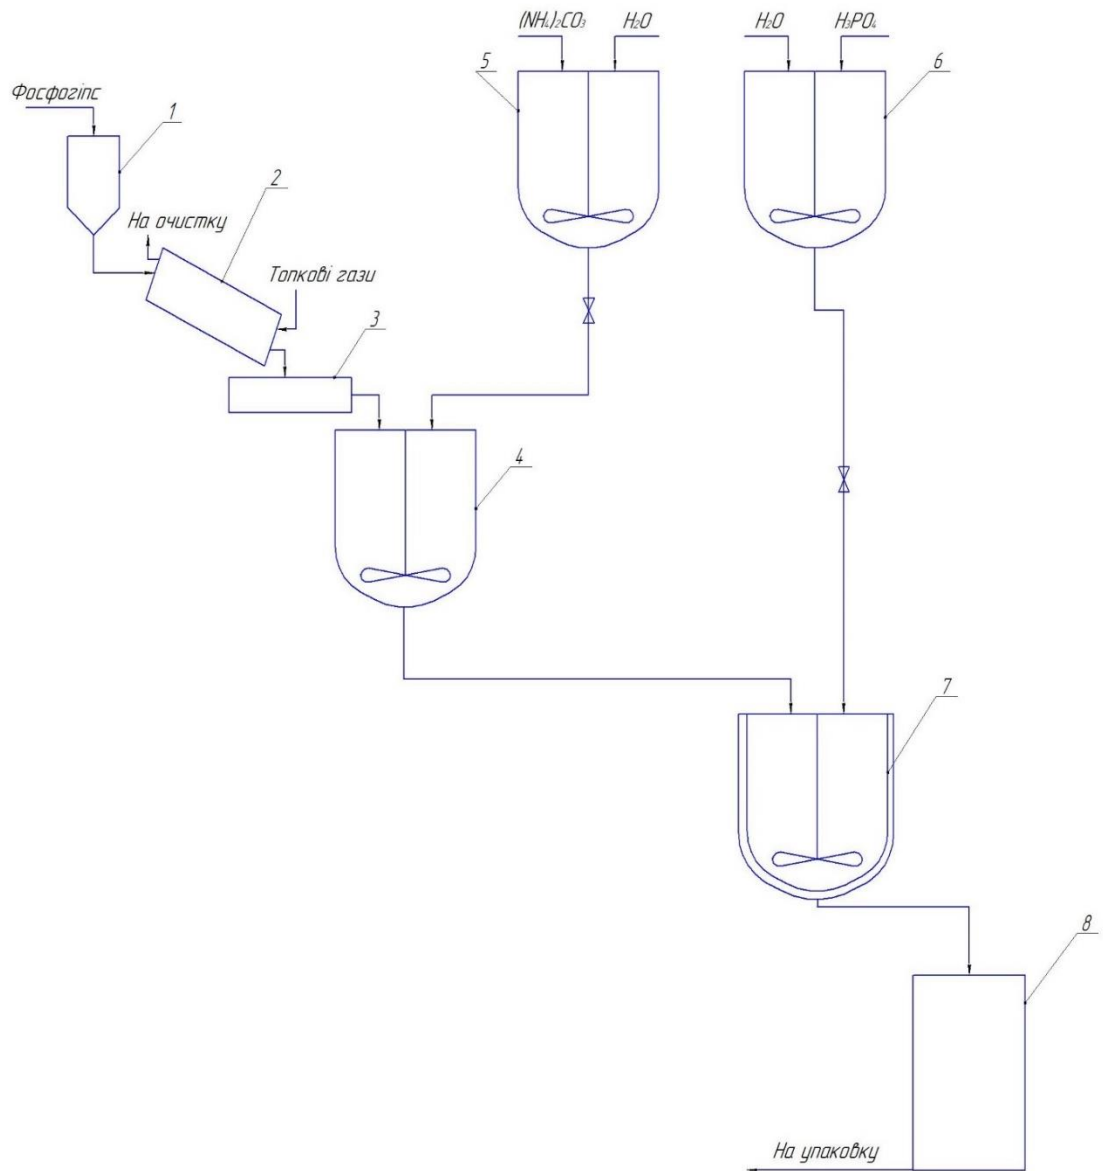 (NH₄)₂CO₃
H₂O
H₂O
H₃PO₄
5
6
Фосфогіпс
1
2
На очистку
Топкові гази
3
4
7
8
На упаковку